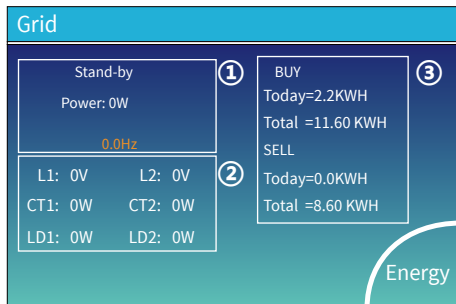 Grid
Stand-by
Power: 0W
0.0Hz
①
L1: 0V L2: 0V
CT1: 0W CT2: 0W
LD1: 0W LD2: 0W
②
BUY
Today=2.2KWH
Total =11.60 KWH
SELL
Today=0.0KWH
Total =8.60 KWH
③
Energy